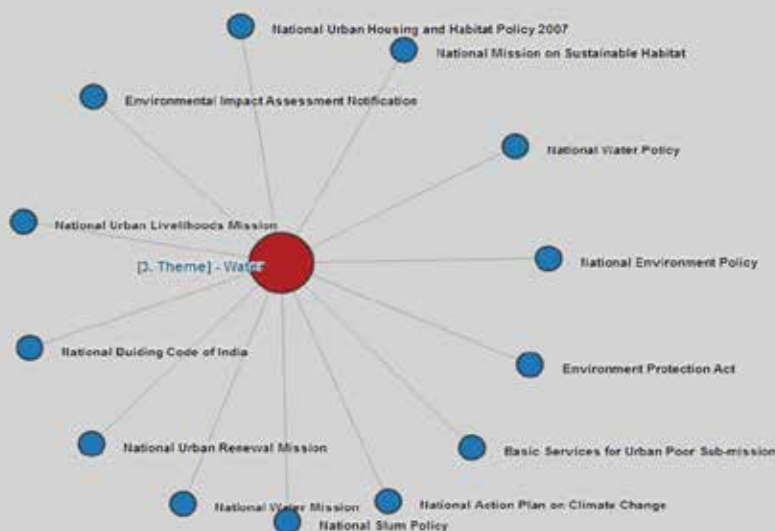 National Urban Housing and Habitat Policy 2007
National Mission on Sustainable Habitat
Environmental Impact Assessment Notification
National Water Policy
National Urban Livelihoods Mission
National Environment Policy
[3. Theme] - Water
National Buiding Code of India
Environment Protection Act
National Urban Renewal Mission
Basic Services for Urban Poor Sub-mission
National Water Mission
National Action Plan on Climate Change
National Slum Policy